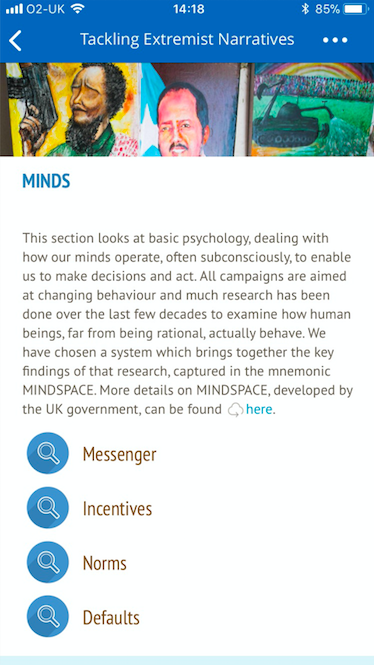 O2-UK 14:18 85%
Tackling Extremist Narratives
MINDS
This section looks at basic psychology, dealing with
how our minds operate, often subconsciously, to enable
us to make decisions and act. All campaigns are aimed
at changing behaviour and much research has been
done over the last few decades to examine how human
beings, far from being rational, actually behave. We
have chosen a system which brings together the key
findings of that research, captured in the mnemonic
MINDSPACE. More details on MINDSPACE, developed by
the UK government, can be found here.
Messenger
Incentives
Norms
Defaults